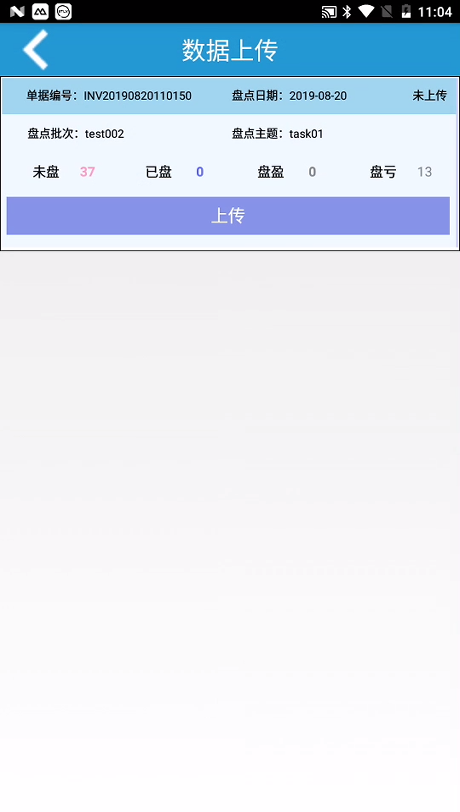 11:04
数据上传
单据编号：INV20190820110150 盘点日期：2019-08-20 未上传
盘点批次：test002 盘点主题：task01
未盘 37 已盘 0 盘盈 0 盘亏 13
上传